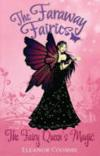 The Faraway
Fairies
The Fairy Queen's Magic
Eleanor Coombe